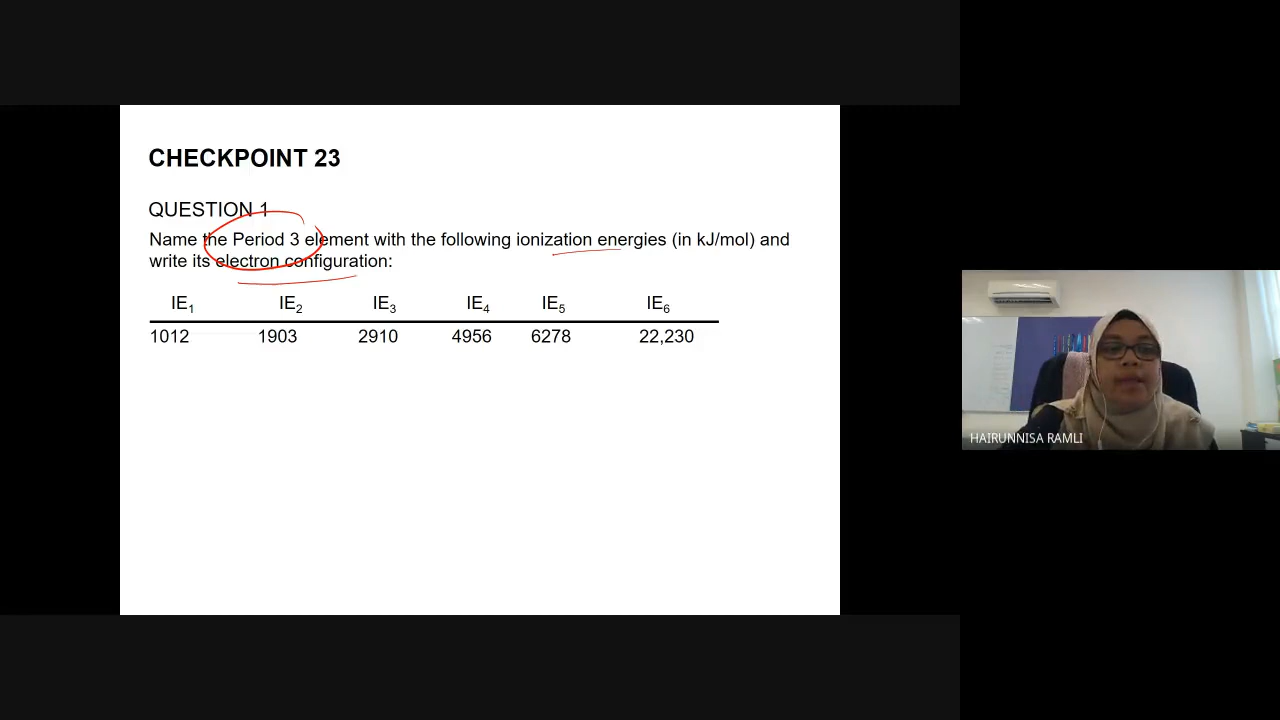 CHECKPOINT 23
QUESTION 1
Name the Period 3 element with the following ionization energies (in kJ/mol) and
write its electron configuration:
IE1 IE2 IE3 IE4 IE5 IE6
1012 1903 2910 4956 6278 22,230
HAIRUNNISA RAMLI